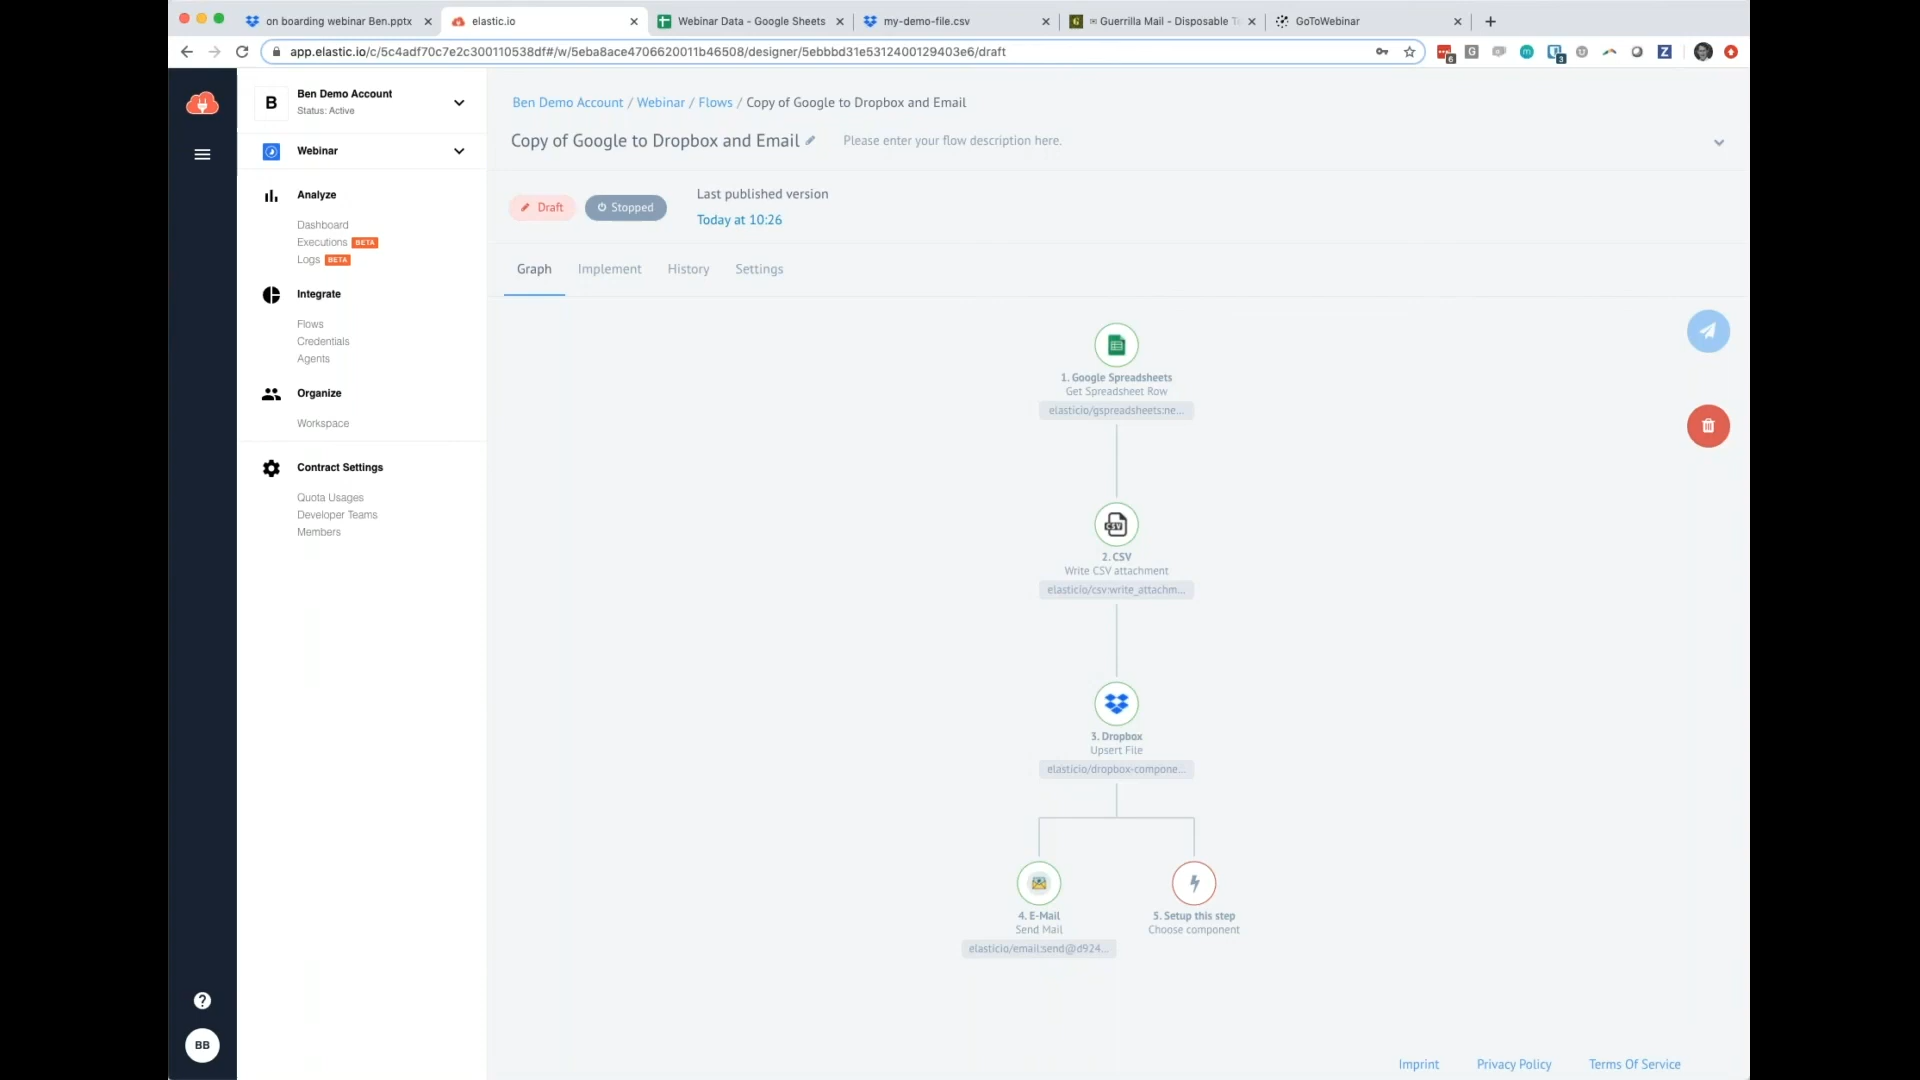 on boarding webinar Ben.pptx
elastic.io
Webinar Data - Google Sheets
my-demo-file.csv
Guerrilla Mail - Disposable T
GoToWebinar
app.elastic.io/c/5c4adf70c7e2c300110538df#/w/5eba8ace4706620011b46508/designer/5ebbbd31e5312400129403e6/draft
6
G
m
3
Z
B
Ben Demo Account
Status: Active
Webinar
Analyze
Dashboard
Executions BETA
Logs BETA
Integrate
Flows
Credentials
Agents
Organize
Workspace
Contract Settings
Quota Usages
Developer Teams
Members
?
BB
Ben Demo Account / Webinar / Flows / Copy of Google to Dropbox and Email
Copy of Google to Dropbox and Email
Please enter your flow description here.
Draft
Stopped
Last published version
Today at 10:26
Graph
Implement
History
Settings
1. Google Spreadsheets
Get Spreadsheet Row
elasticio/gspreadsheets:ne...
CSV
2. CSV
Write CSV attachment
elasticio/csv:write_attachm...
3. Dropbox
Upsert File
elasticio/dropbox-compone...
4. E-Mail
Send Mail
elasticio/email:send@d924...
5. Setup this step
Choose component
Imprint
Privacy Policy
Terms Of Service